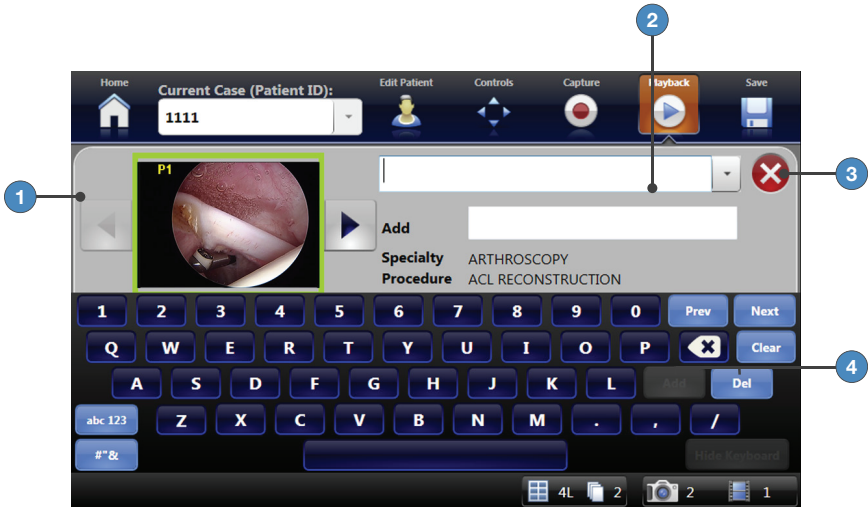 2
Home
Current Case (Patient ID):
Edit Patient
Controls
Capture
Playback
Save
1111
P1
3
1
Add
Specialty ARTHROSCOPY
Procedure ACL RECONSTRUCTION
1 2 3 4 5 6 7 8 9 0 Prev Next
Q W E R T Y U I O P Clear
4
A S D F G H J K L Add Del
abc 123 Z X C V B N M . , /
#"& Hide Keyboard
4L 2 2 1